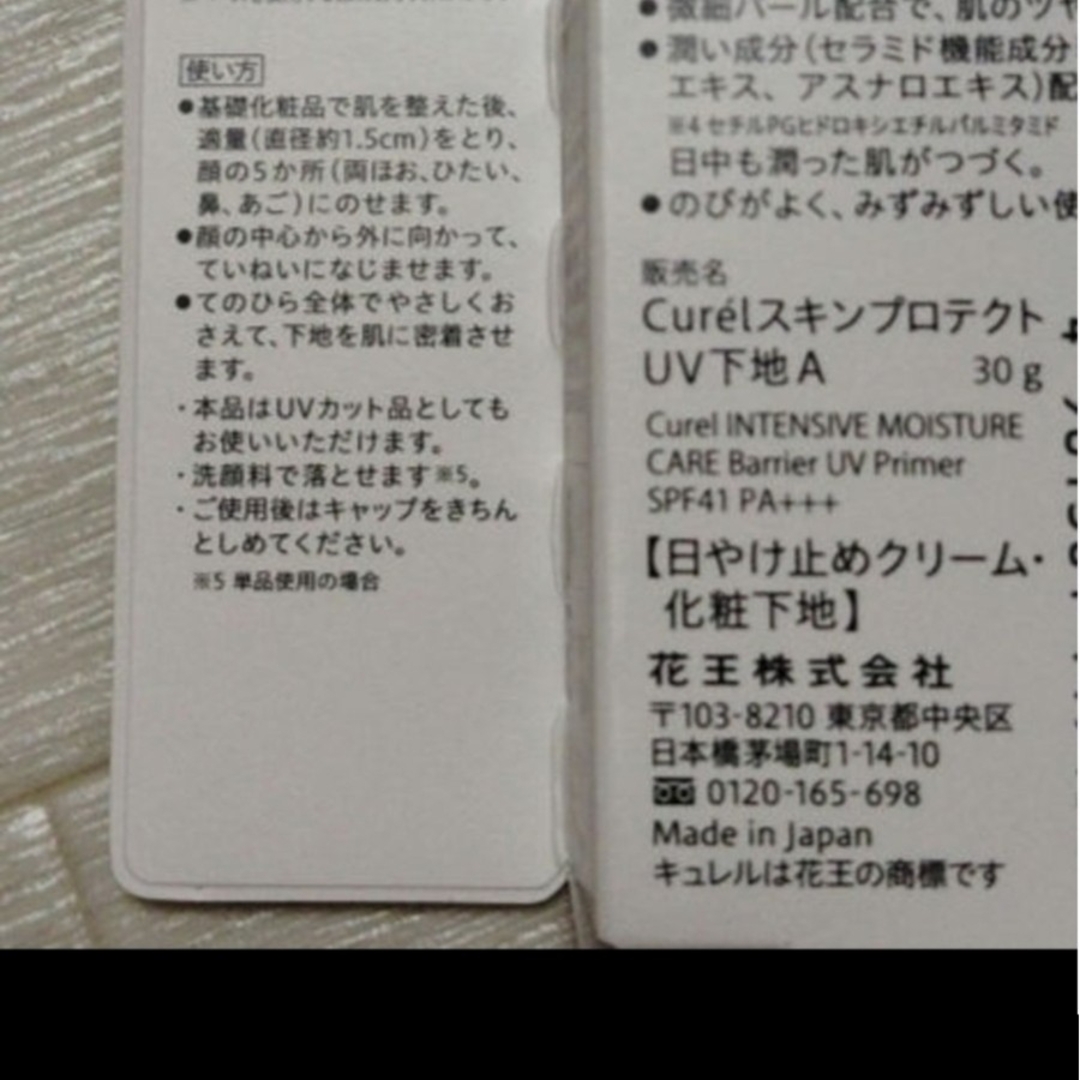 使い方
●基礎化粧品で肌を整えた後、
適量(直径約1.5cm)をとり、
顔の5か所(両ほお、ひたい、
鼻、あご)にのせます。
●顔の中心から外に向かって、
ていねいになじませます。
●てのひら全体でやさしくお
さえて、下地を肌に密着させ
ます。
・本品はUVカット品としても
お使いいただけます。
・洗顔料で落とせます※5。
・ご使用後はキャップをきちん
としめてください。
※5 単品使用の場合
●微細パール配合で、肌のツヤ
●潤い成分(セラミド機能成分
エキス、アスナロエキス)配
※4 セチルPGヒドロキシエチルパルミタミド
日中も潤った肌がつづく。
●のびがよく、みずみずしい使
販売名
Curélスキンプロテクト
UV下地A 30 g
Curel INTENSIVE MOISTURE
CARE Barrier UV Primer
SPF41 PA+++
【日やけ止めクリーム・
化粧下地】
花王株式会社
〒103-8210 東京都中央区
日本橋茅場町1-14-10
0120-165-698
Made in Japan
キュレルは花王の商標です